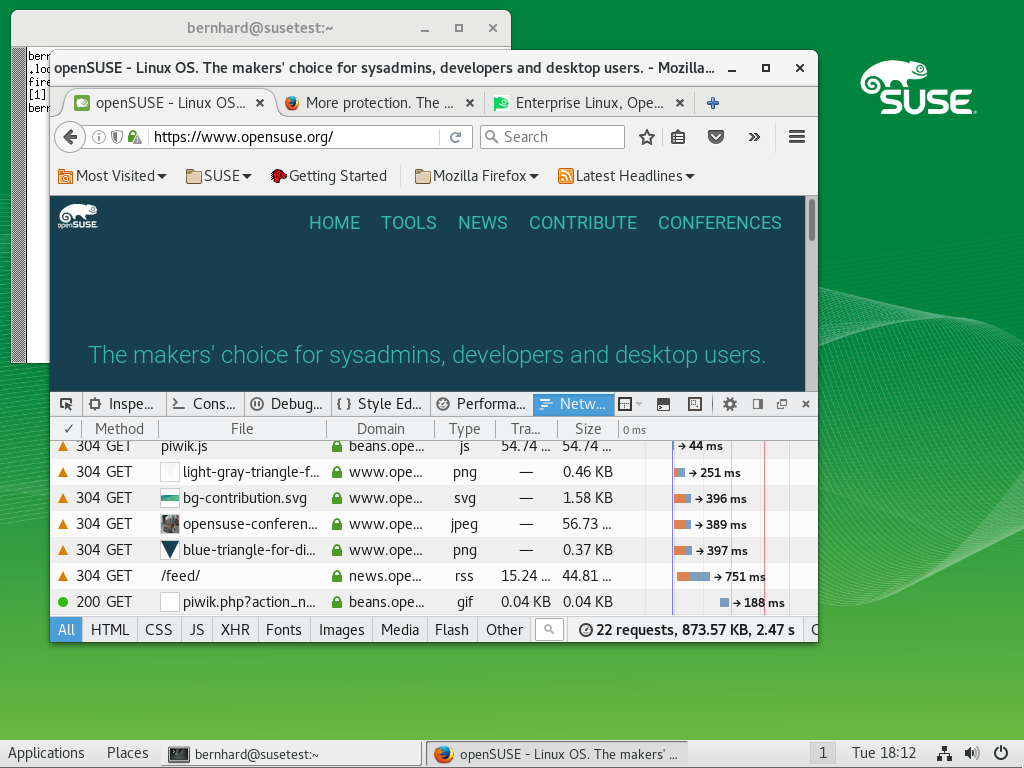 bernhard@susetest:~
bern
.loc
fire
[1]
bern
SUSE
openSUSE - Linux OS. The makers' choice for sysadmins, developers and desktop users. - Mozilla...
openSUSE - Linux OS...
More protection. The ...
Enterprise Linux, Ope...
https://www.opensuse.org/
Search
Most Visited
SUSE
Getting Started
Mozilla Firefox
Latest Headlines
openSUSE
HOME TOOLS NEWS CONTRIBUTE CONFERENCES
The makers' choice for sysadmins, developers and desktop users.
Inspe... Cons... Debug... Style Ed... Performa... Netw...
✓ Method File Domain Type Tra... Size 0 ms
304 GET piwik.js beans.ope... js 54.74 ... 54.74 ... → 44 ms
304 GET light-gray-triangle-f... www.ope... png — 0.46 KB → 251 ms
304 GET bg-contribution.svg www.ope... svg — 1.58 KB → 396 ms
304 GET opensuse-conferen... www.ope... jpeg — 56.73 ... → 389 ms
304 GET blue-triangle-for-di... www.ope... png — 0.37 KB → 397 ms
304 GET /feed/ news.ope... rss 15.24 ... 44.81 ... → 751 ms
200 GET piwik.php?action_n... beans.ope... gif 0.04 KB 0.04 KB → 188 ms
All HTML CSS JS XHR Fonts Images Media Flash Other 22 requests, 873.57 KB, 2.47 s
Applications Places bernhard@susetest:~ openSUSE - Linux OS. The makers' ... 1 Tue 18:12